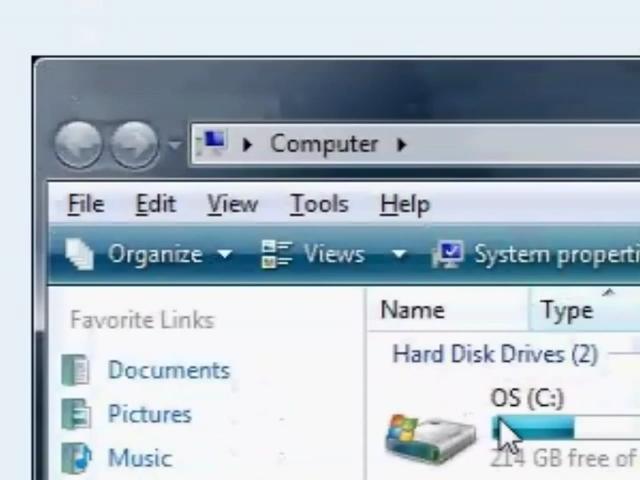 Computer
File Edit View Tools Help
Organize Views System properti
Favorite Links Name Type
Hard Disk Drives (2)
Documents
OS (C:)
Pictures
Music 214 GB free of